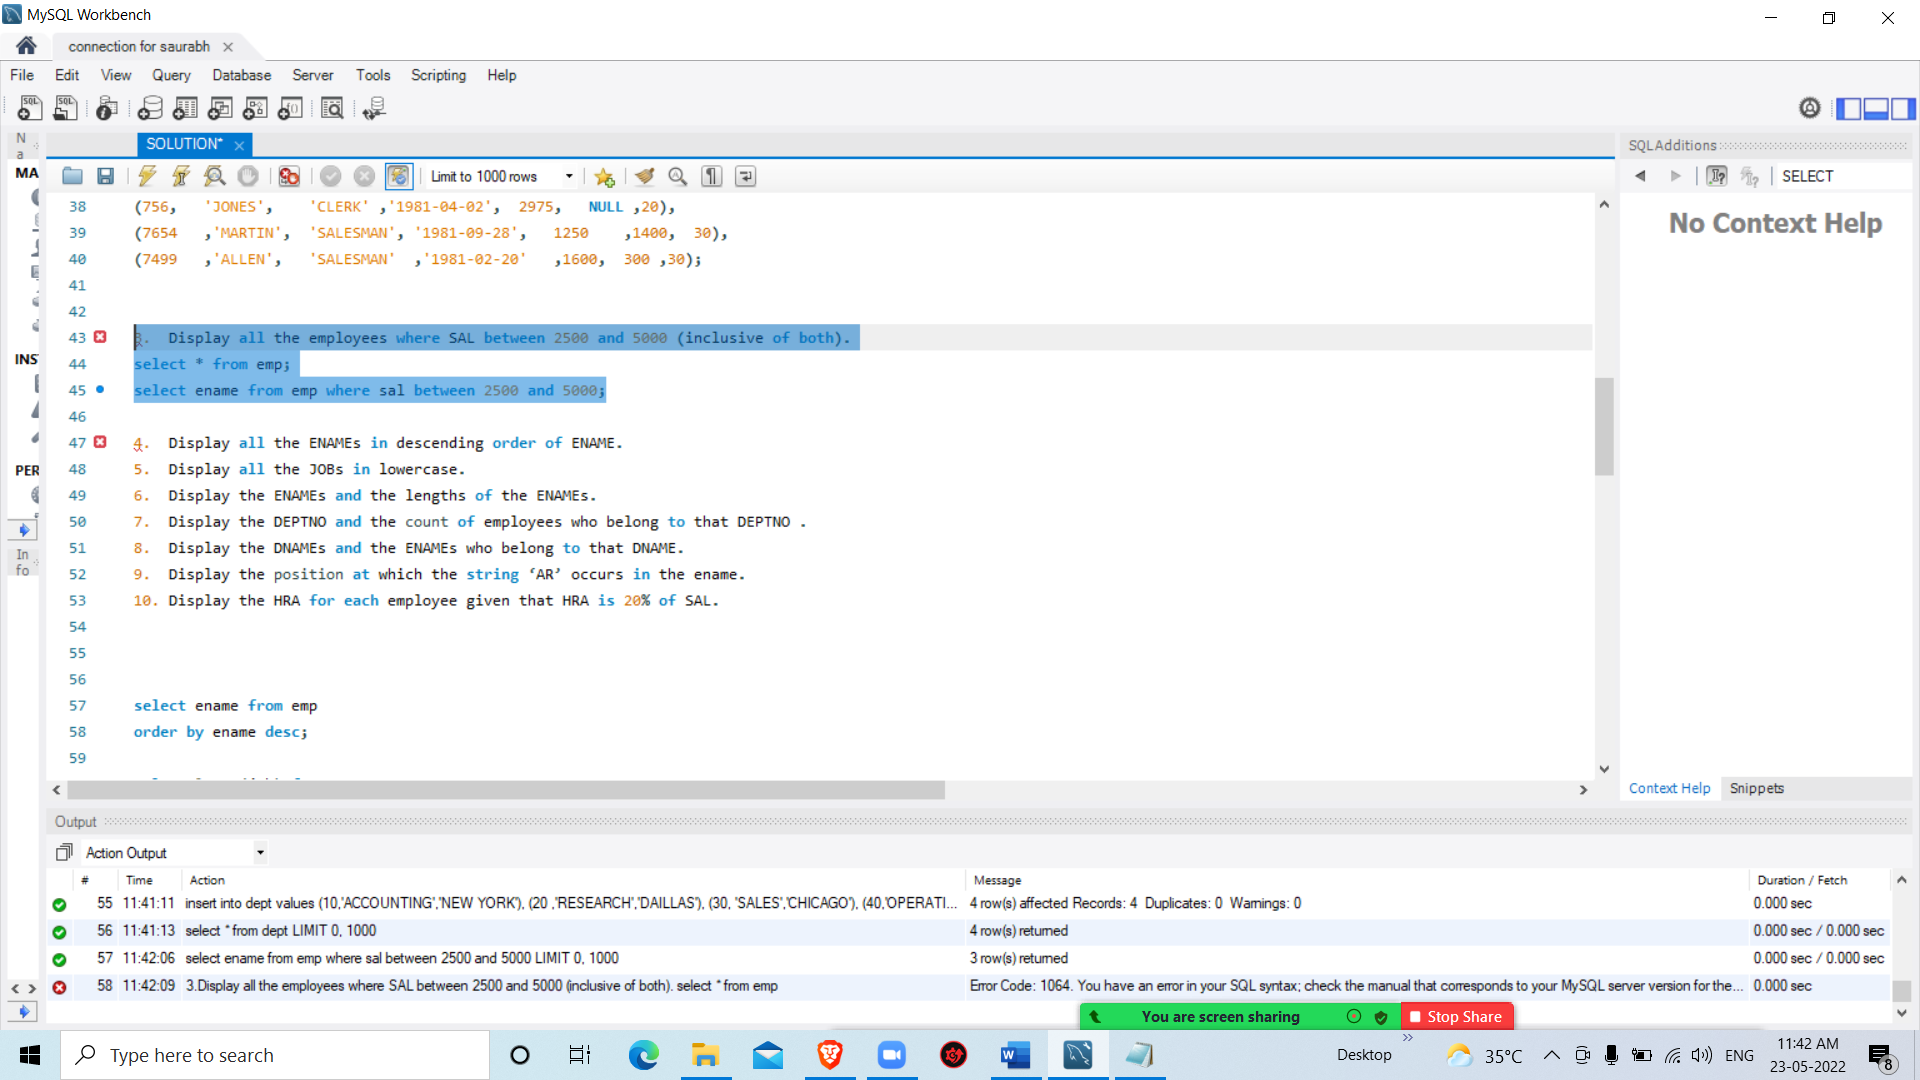 MySQL Workbench
connection for saurabh
File Edit View Query Database Server Tools Scripting Help
SOLUTION*
Limit to 1000 rows
38 (756, 'JONES', 'CLERK' ,'1981-04-02', 2975, NULL ,20),
39 (7654 ,'MARTIN', 'SALESMAN', '1981-09-28', 1250 ,1400, 30),
40 (7499 ,'ALLEN', 'SALESMAN' ,'1981-02-20' ,1600, 300 ,30);
41
42
43 3. Display all the employees where SAL between 2500 and 5000 (inclusive of both).
44 select * from emp;
45 select ename from emp where sal between 2500 and 5000;
46
47 4. Display all the ENAMEs in descending order of ENAME.
48 5. Display all the JOBs in lowercase.
49 6. Display the ENAMEs and the lengths of the ENAMEs.
50 7. Display the DEPTNO and the count of employees who belong to that DEPTNO .
51 8. Display the DNAMEs and the ENAMEs who belong to that DNAME.
52 9. Display the position at which the string ‘AR’ occurs in the ename.
53 10. Display the HRA for each employee given that HRA is 20% of SAL.
54
55
56
57 select ename from emp
58 order by ename desc;
59
N
a
MA
INS
PER
In
fo
SQLAdditions
SELECT
No Context Help
Context Help Snippets
Output
Action Output
# Time Action Message Duration / Fetch
55 11:41:11 insert into dept values (10,'ACCOUNTING','NEW YORK'), (20 ,'RESEARCH','DAILLAS'), (30, 'SALES','CHICAGO'), (40,'OPERATI... 4 row(s) affected Records: 4 Duplicates: 0 Warnings: 0 0.000 sec
56 11:41:13 select * from dept LIMIT 0, 1000 4 row(s) returned 0.000 sec / 0.000 sec
57 11:42:06 select ename from emp where sal between 2500 and 5000 LIMIT 0, 1000 3 row(s) returned 0.000 sec / 0.000 sec
58 11:42:09 3.Display all the employees where SAL between 2500 and 5000 (inclusive of both). select * from emp Error Code: 1064. You have an error in your SQL syntax; check the manual that corresponds to your MySQL server version for the... 0.000 sec
You are screen sharing Stop Share
Type here to search
Desktop
35°C
ENG
11:42 AM
23-05-2022
8